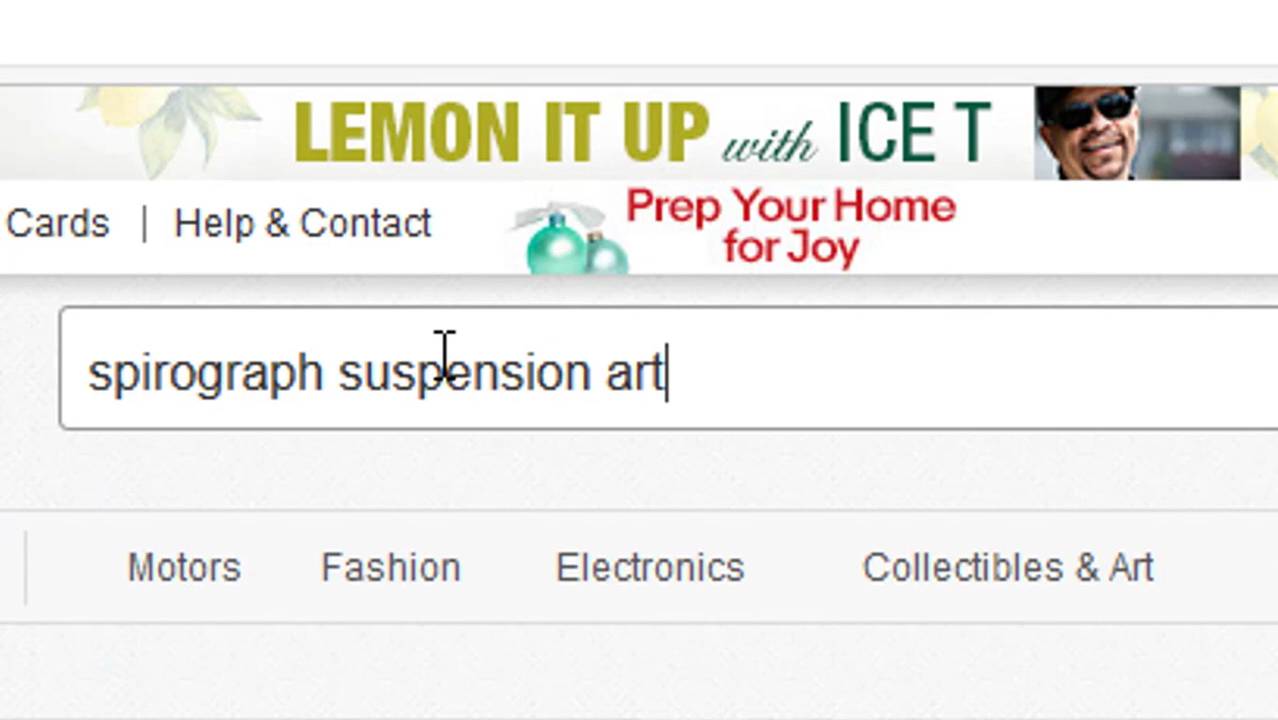 LEMON IT UP with ICE T
Cards | Help & Contact
Prep Your Home
for Joy
spirograph suspension art
Motors Fashion Electronics Collectibles & Art